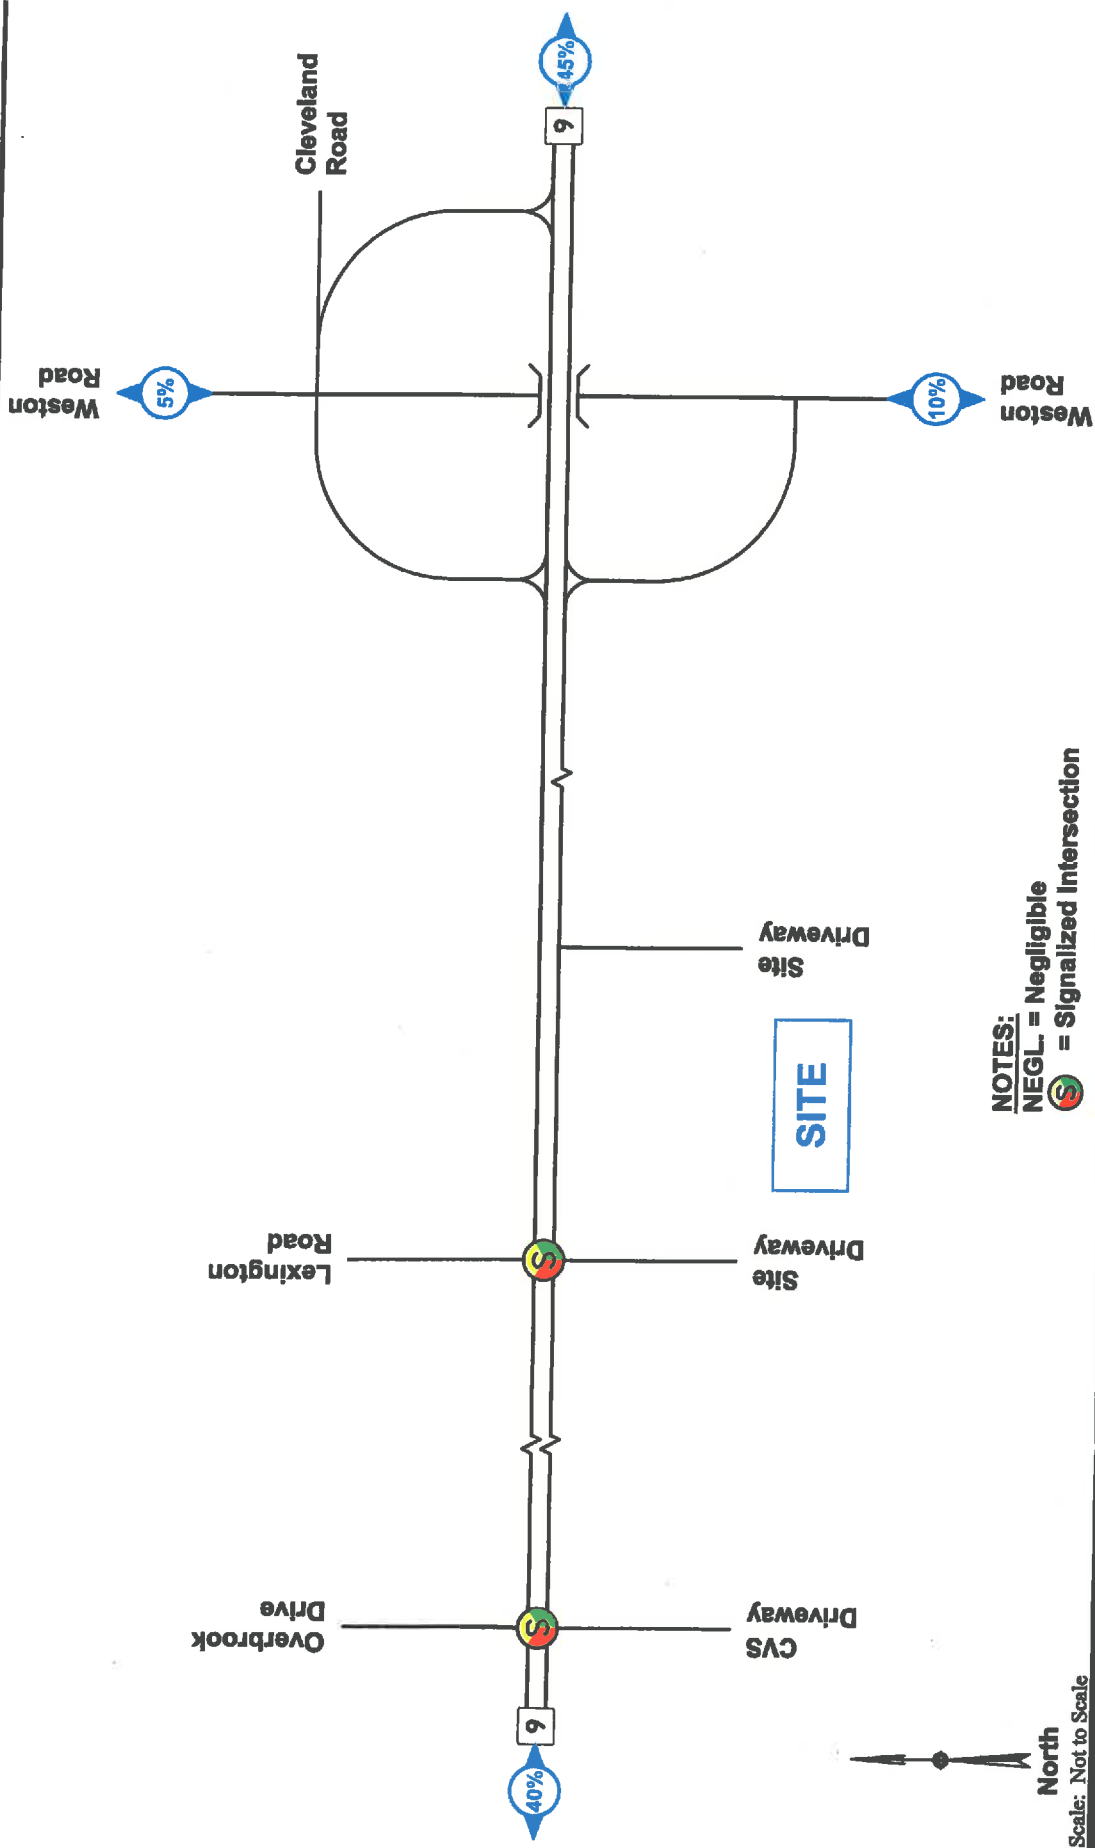 Weston
Road
5%
Cleveland
Road
Lexington
Road
Overbrook
Drive
40%
9
S
S
9
45%
CVS
Driveway
Site
Driveway
SITE
Site
Driveway
10%
Weston
Road
North
Scale: Not to Scale
NOTES:
NEGL. = Negligible
S = Signalized Intersection